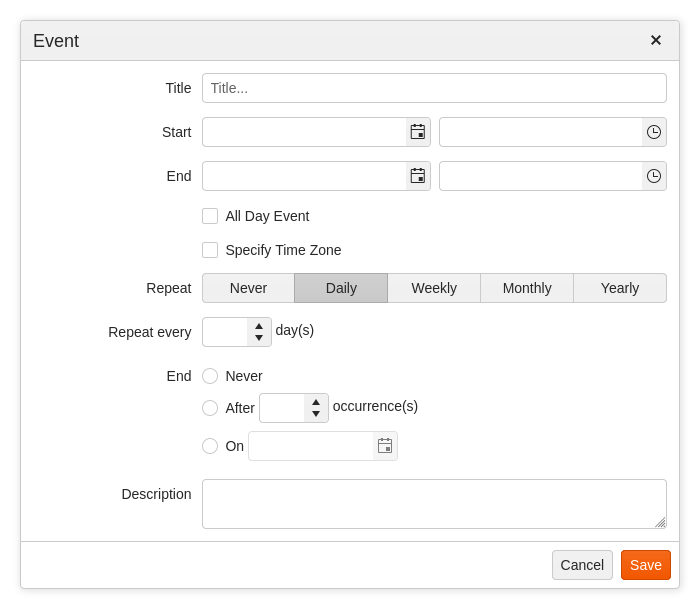 Event
Title Title...
Start
End
All Day Event
Specify Time Zone
Repeat Never Daily Weekly Monthly Yearly
Repeat every day(s)
End Never
After occurrence(s)
On
Description
Cancel Save